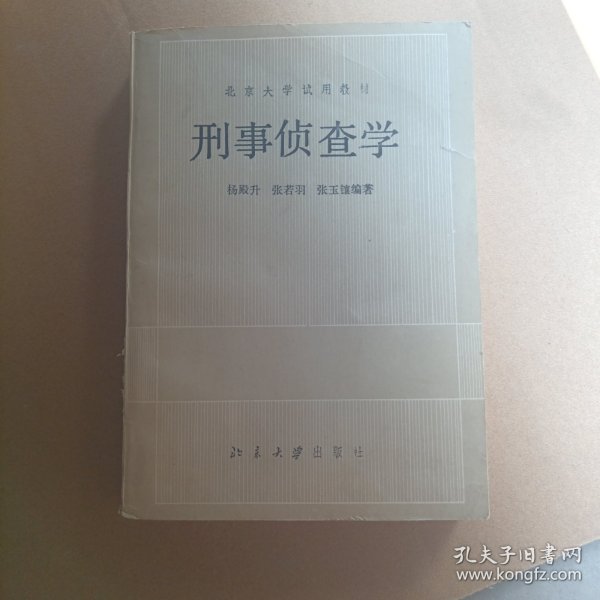 北京大学试用教材
刑事侦查学
杨殿升 张若羽 张玉镶编著
北京大学出版社
孔夫子旧书网
www.kongfz.com